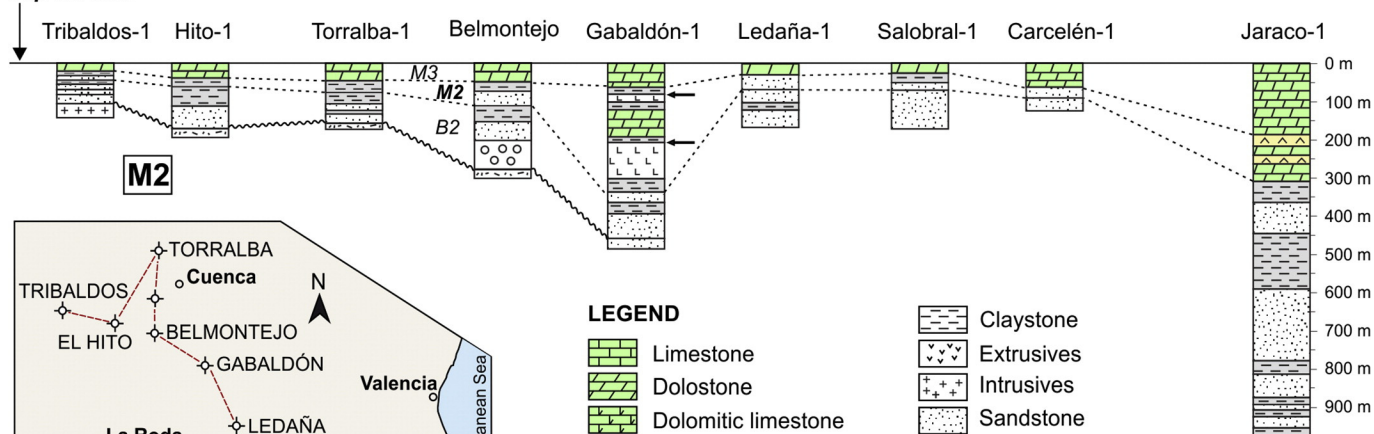 Tribaldos-1 Hito-1 Torralba-1 Belmontejo Gabaldón-1 Ledaña-1 Salobral-1 Carcelén-1 Jaraco-1
M3
M2
B2
0 m
100 m
200 m
300 m
400 m
500 m
600 m
700 m
800 m
900 m
M2
TORRALBA
Cuenca
TRIBALDOS
EL HITO
BELMONTEJO
GABALDÓN
Valencia
LEDAÑA
N
LEGEND
Limestone
Dolostone
Dolomitic limestone
Claystone
Extrusives
Intrusives
Sandstone